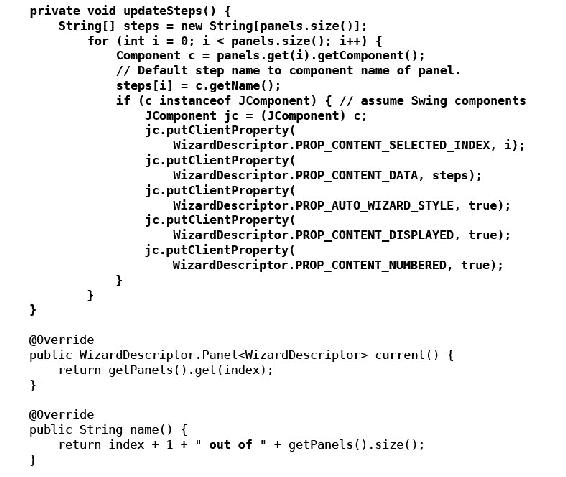 private void updateSteps() {
    String[] steps = new String[panels.size()];
        for (int i = 0; i < panels.size(); i++) {
            Component c = panels.get(i).getComponent();
            // Default step name to component name of panel.
            steps[i] = c.getName();
            if (c instanceof JComponent) { // assume Swing components
                JComponent jc = (JComponent) c;
                jc.putClientProperty(
                    WizardDescriptor.PROP_CONTENT_SELECTED_INDEX, i);
                jc.putClientProperty(
                    WizardDescriptor.PROP_CONTENT_DATA, steps);
                jc.putClientProperty(
                    WizardDescriptor.PROP_AUTO_WIZARD_STYLE, true);
                jc.putClientProperty(
                    WizardDescriptor.PROP_CONTENT_DISPLAYED, true);
                jc.putClientProperty(
                    WizardDescriptor.PROP_CONTENT_NUMBERED, true);
            }
        }
}

@Override
public WizardDescriptor.Panel<WizardDescriptor> current() {
    return getPanels().get(index);
}

@Override
public String name() {
    return index + 1 + " out of " + getPanels().size();
}